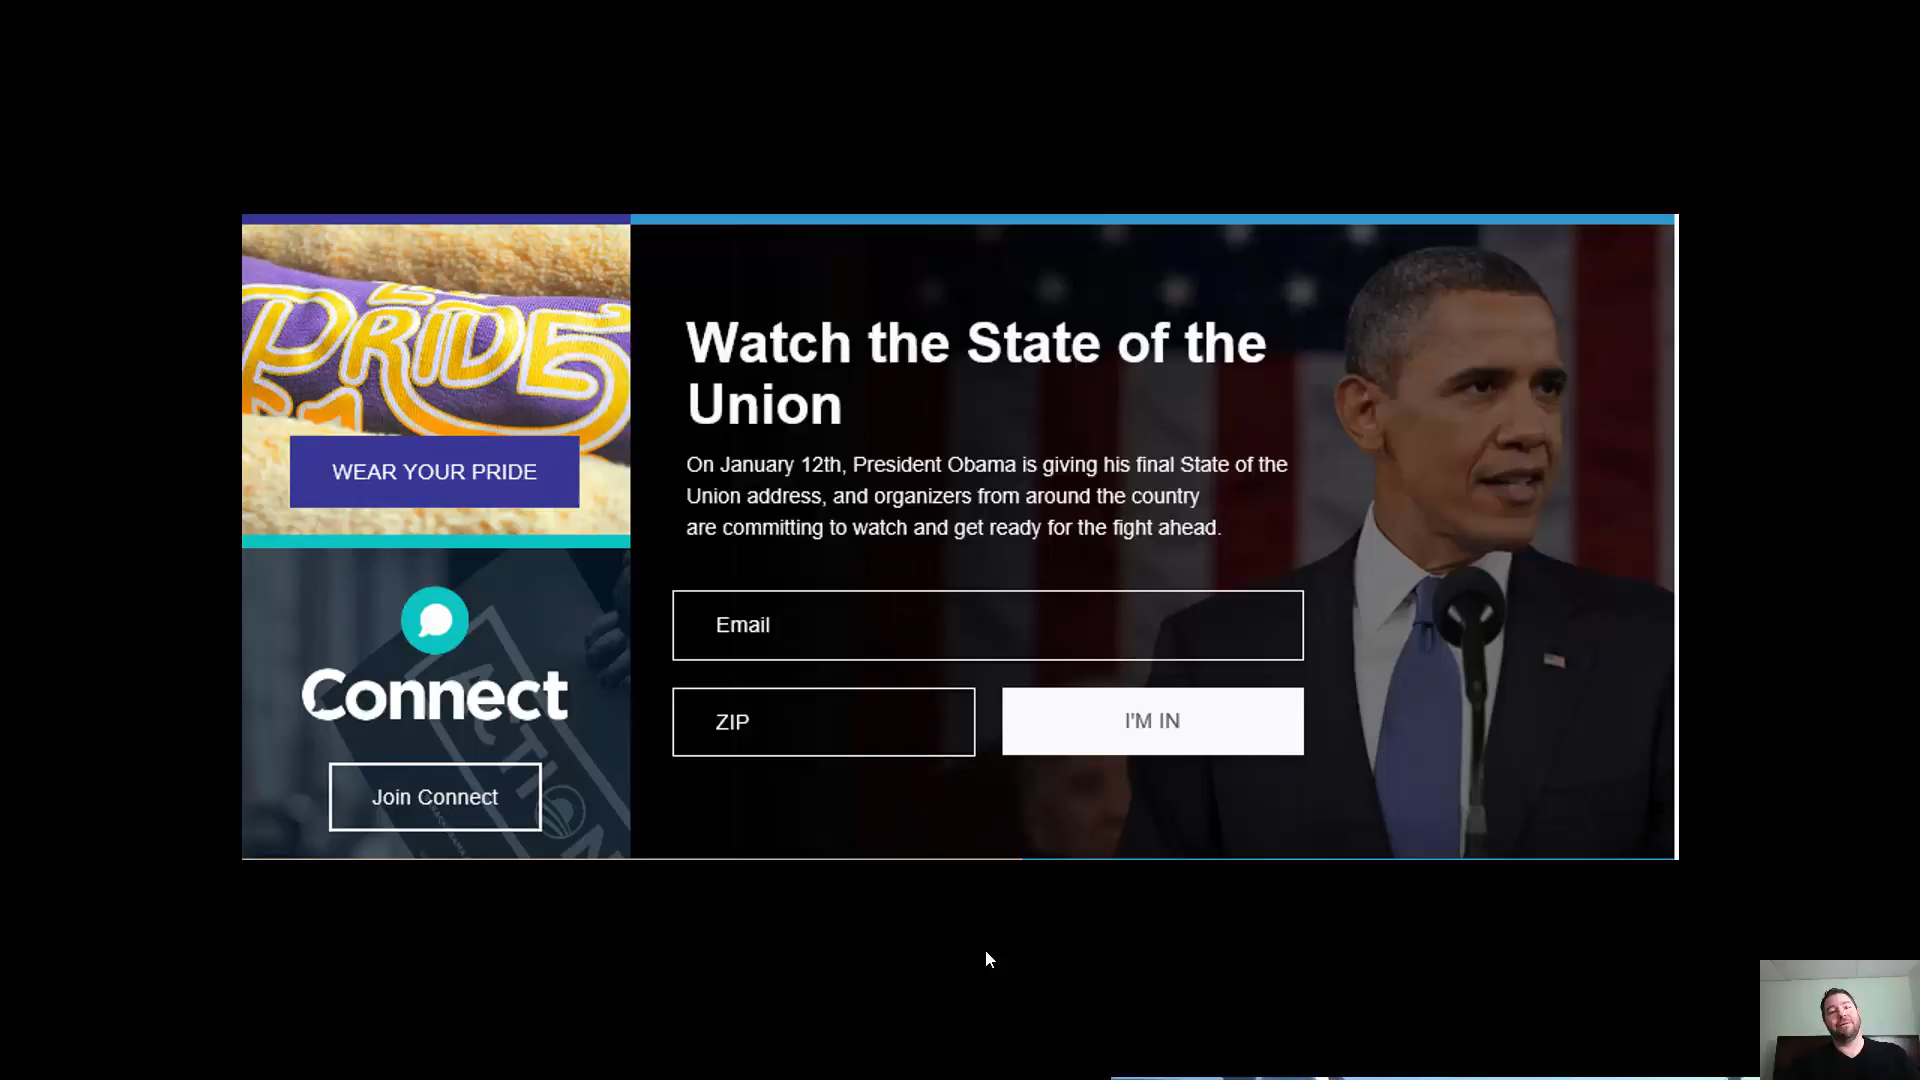 PRIDE
WEAR YOUR PRIDE
Connect
Join Connect
ACTION
Watch the State of the
Union
On January 12th, President Obama is giving his final State of the
Union address, and organizers from around the country
are committing to watch and get ready for the fight ahead.
Email
ZIP
I'M IN